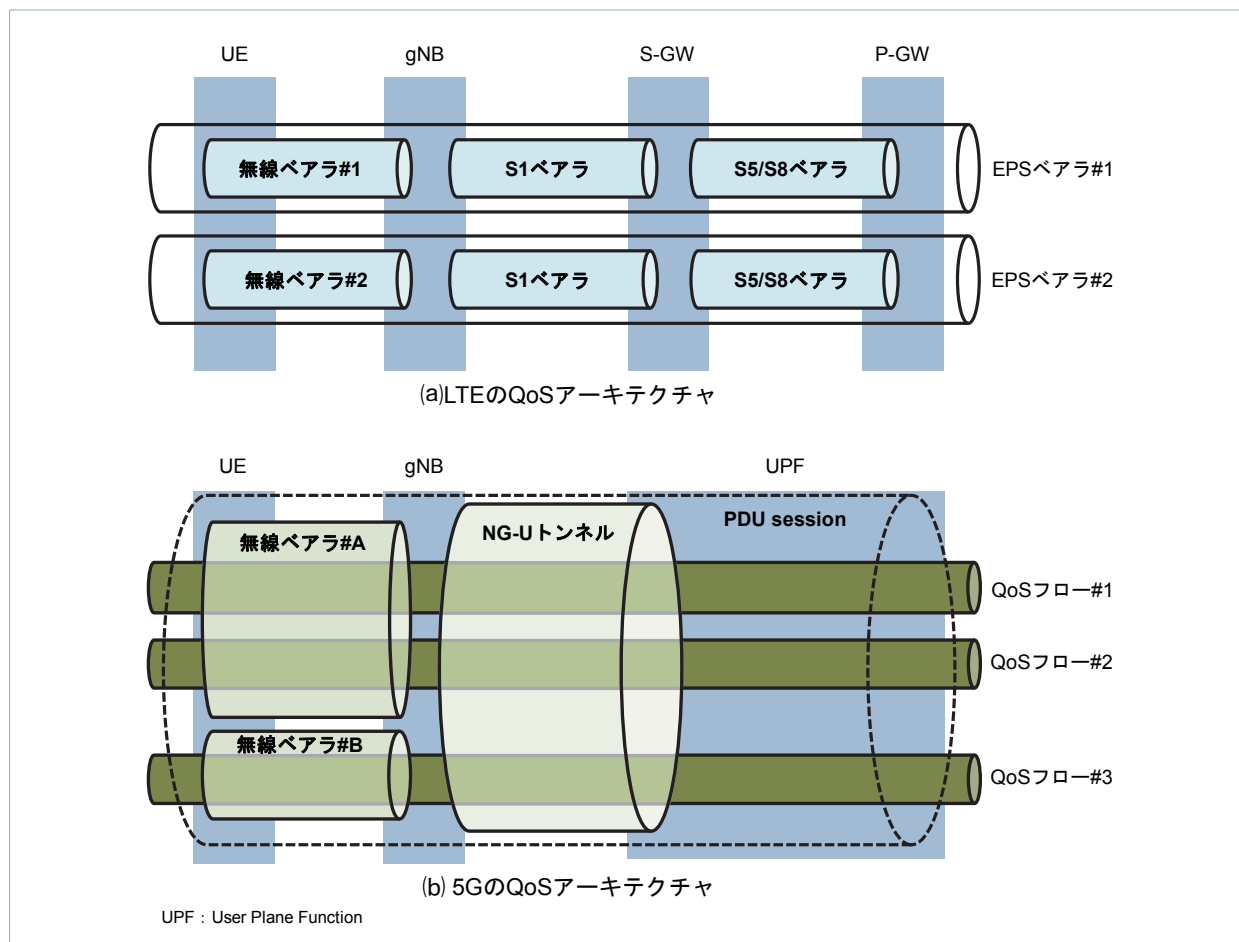 UE gNB S-GW P-GW
無線ベアラ#1 S1ベアラ S5/S8ベアラ EPSベアラ#1
無線ベアラ#2 S1ベアラ S5/S8ベアラ EPSベアラ#2
(a)LTEのQoSアーキテクチャ
UE gNB UPF
無線ベアラ#A NG-Uトンネル PDU session
QoSフロー#1
QoSフロー#2
無線ベアラ#B
QoSフロー#3
(b) 5GのQoSアーキテクチャ
UPF:User Plane Function